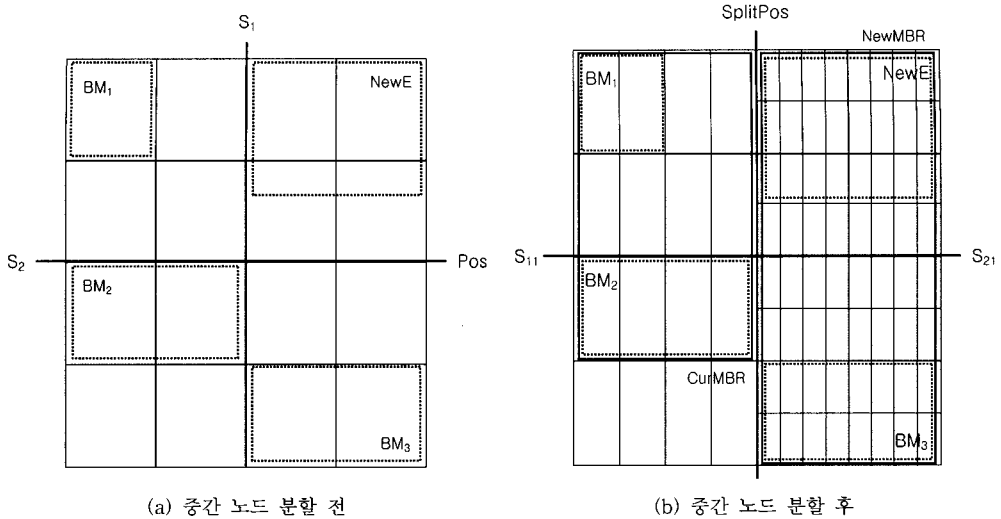 S₁
BM₁
NewE
S₂
Pos
BM₂
BM₃
(a) 중간 노드 분할 전
SplitPos
NewMBR
BM₁
NewE
S₁₁
S₂₁
BM₂
CurMBR
BM₃
(b) 중간 노드 분할 후